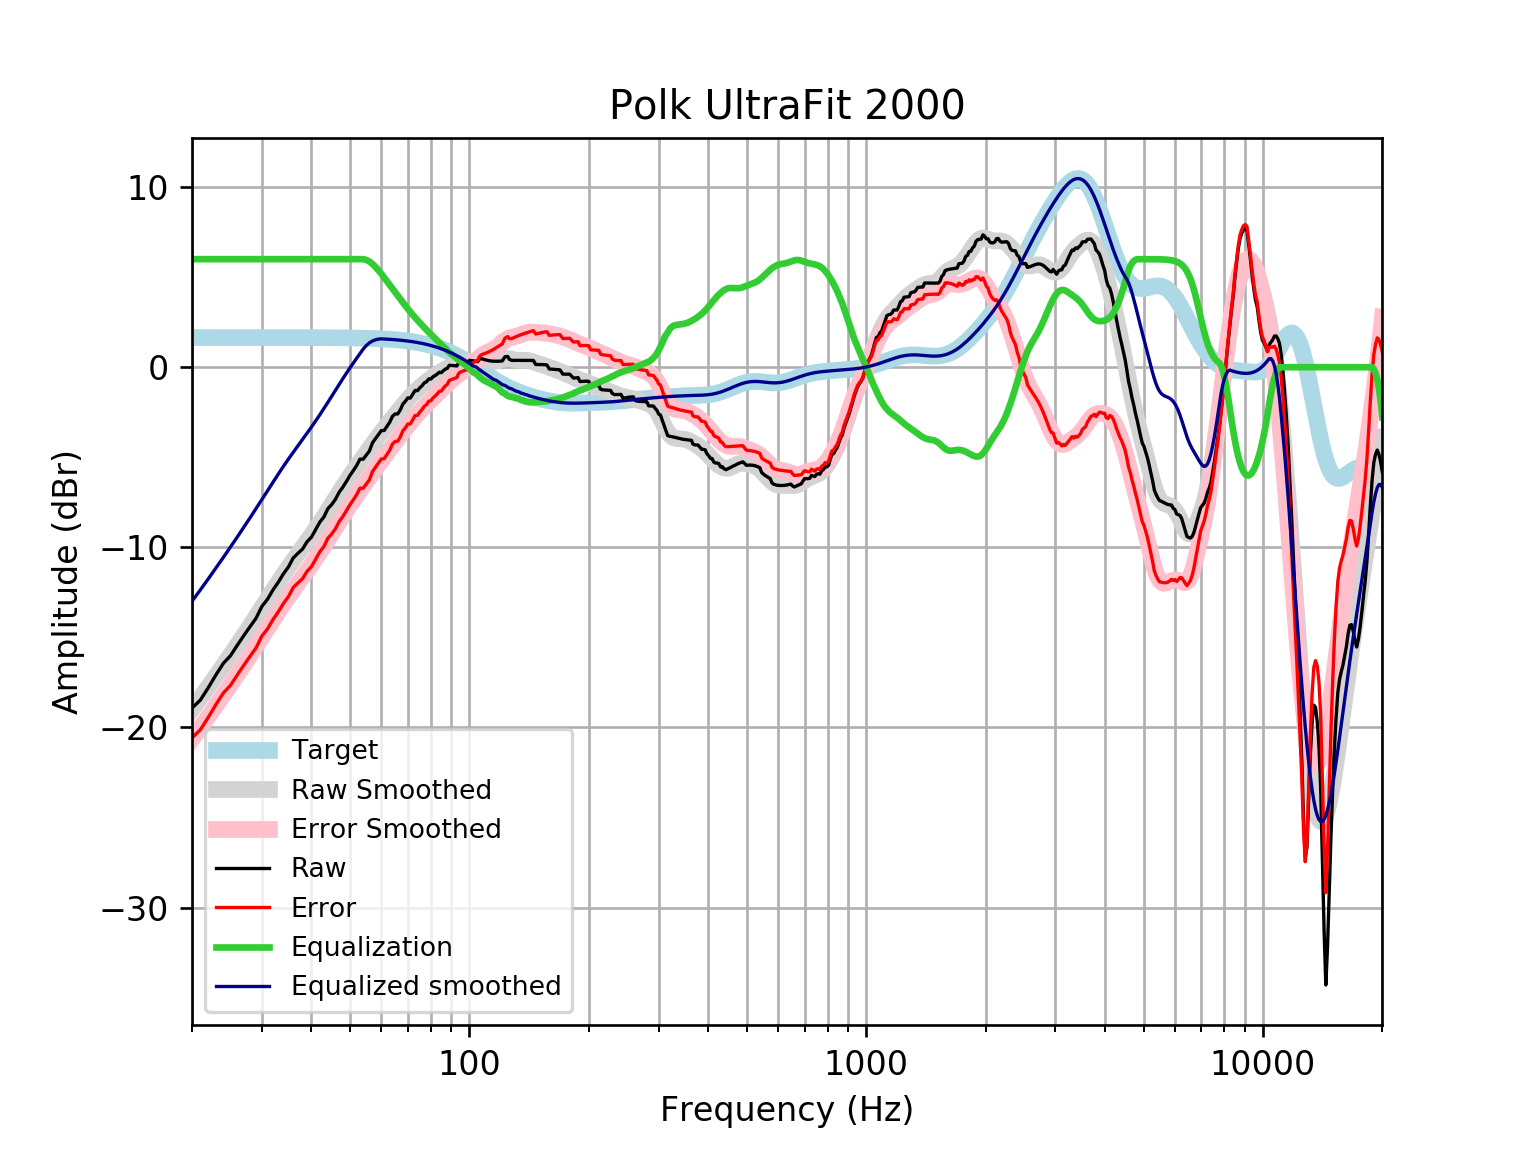 Polk UltraFit 2000
Amplitude (dBr)
10
0
−10
−20
−30
Target
Raw Smoothed
Error Smoothed
Raw
Error
Equalization
Equalized smoothed
100
1000
10000
Frequency (Hz)